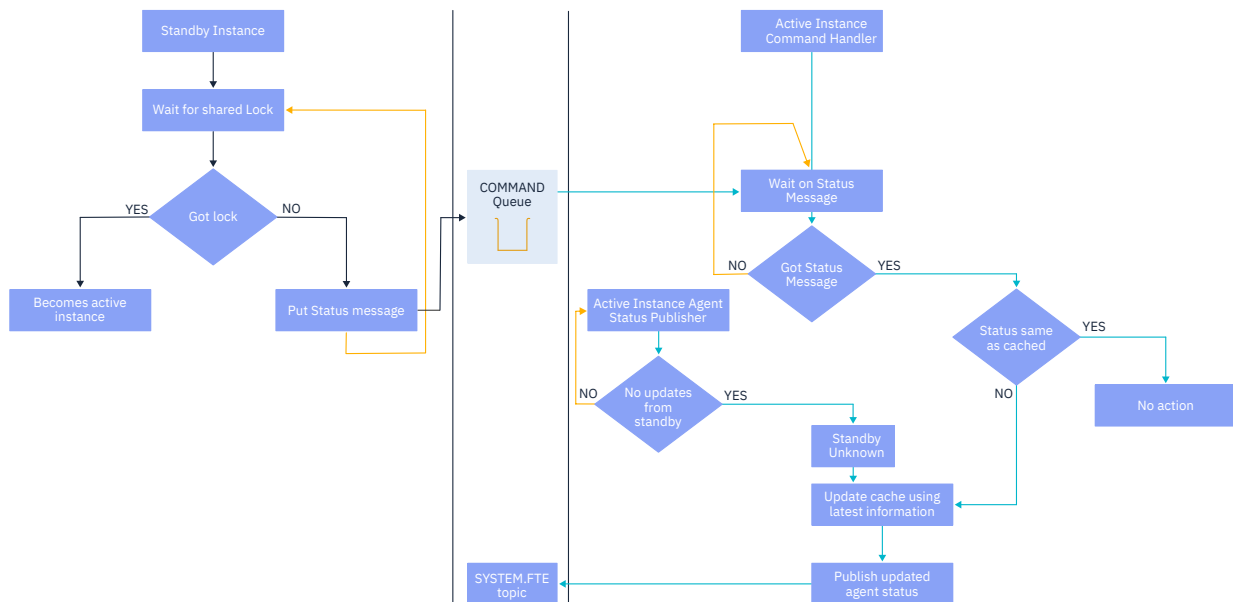 Standby Instance
Wait for shared Lock
Got lock
YES
NO
Becomes active
instance
Put Status message
COMMAND
Queue
SYSTEM.FTE
topic
Active Instance
Command Handler
Wait on Status
Message
Got Status
Message
NO
YES
Status same
as cached
YES
NO
No action
Active Instance Agent
Status Publisher
No updates
from
standby
NO
YES
Standby
Unknown
Update cache using
latest information
Publish updated
agent status